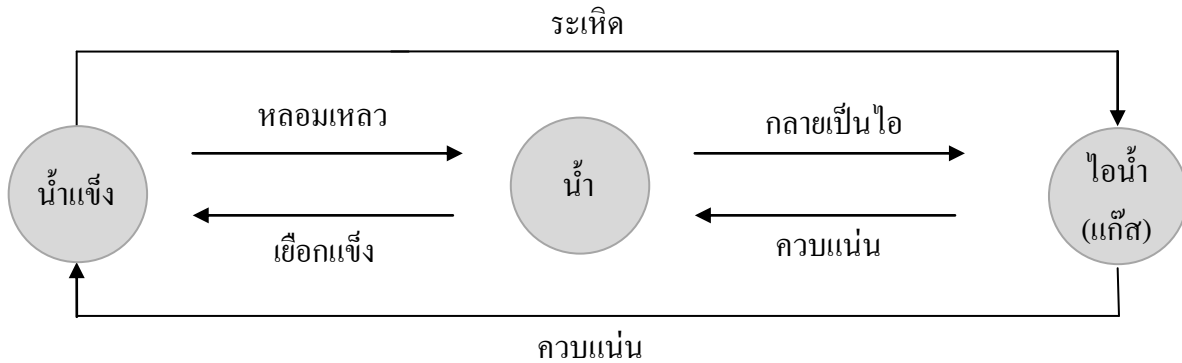 ระเหิด
หลอมเหลว
กลายเป็นไอ
น้ำแข็ง
น้ำ
ไอน้ำ
(แก๊ส)
เยือกแข็ง
ควบแน่น
ควบแน่น